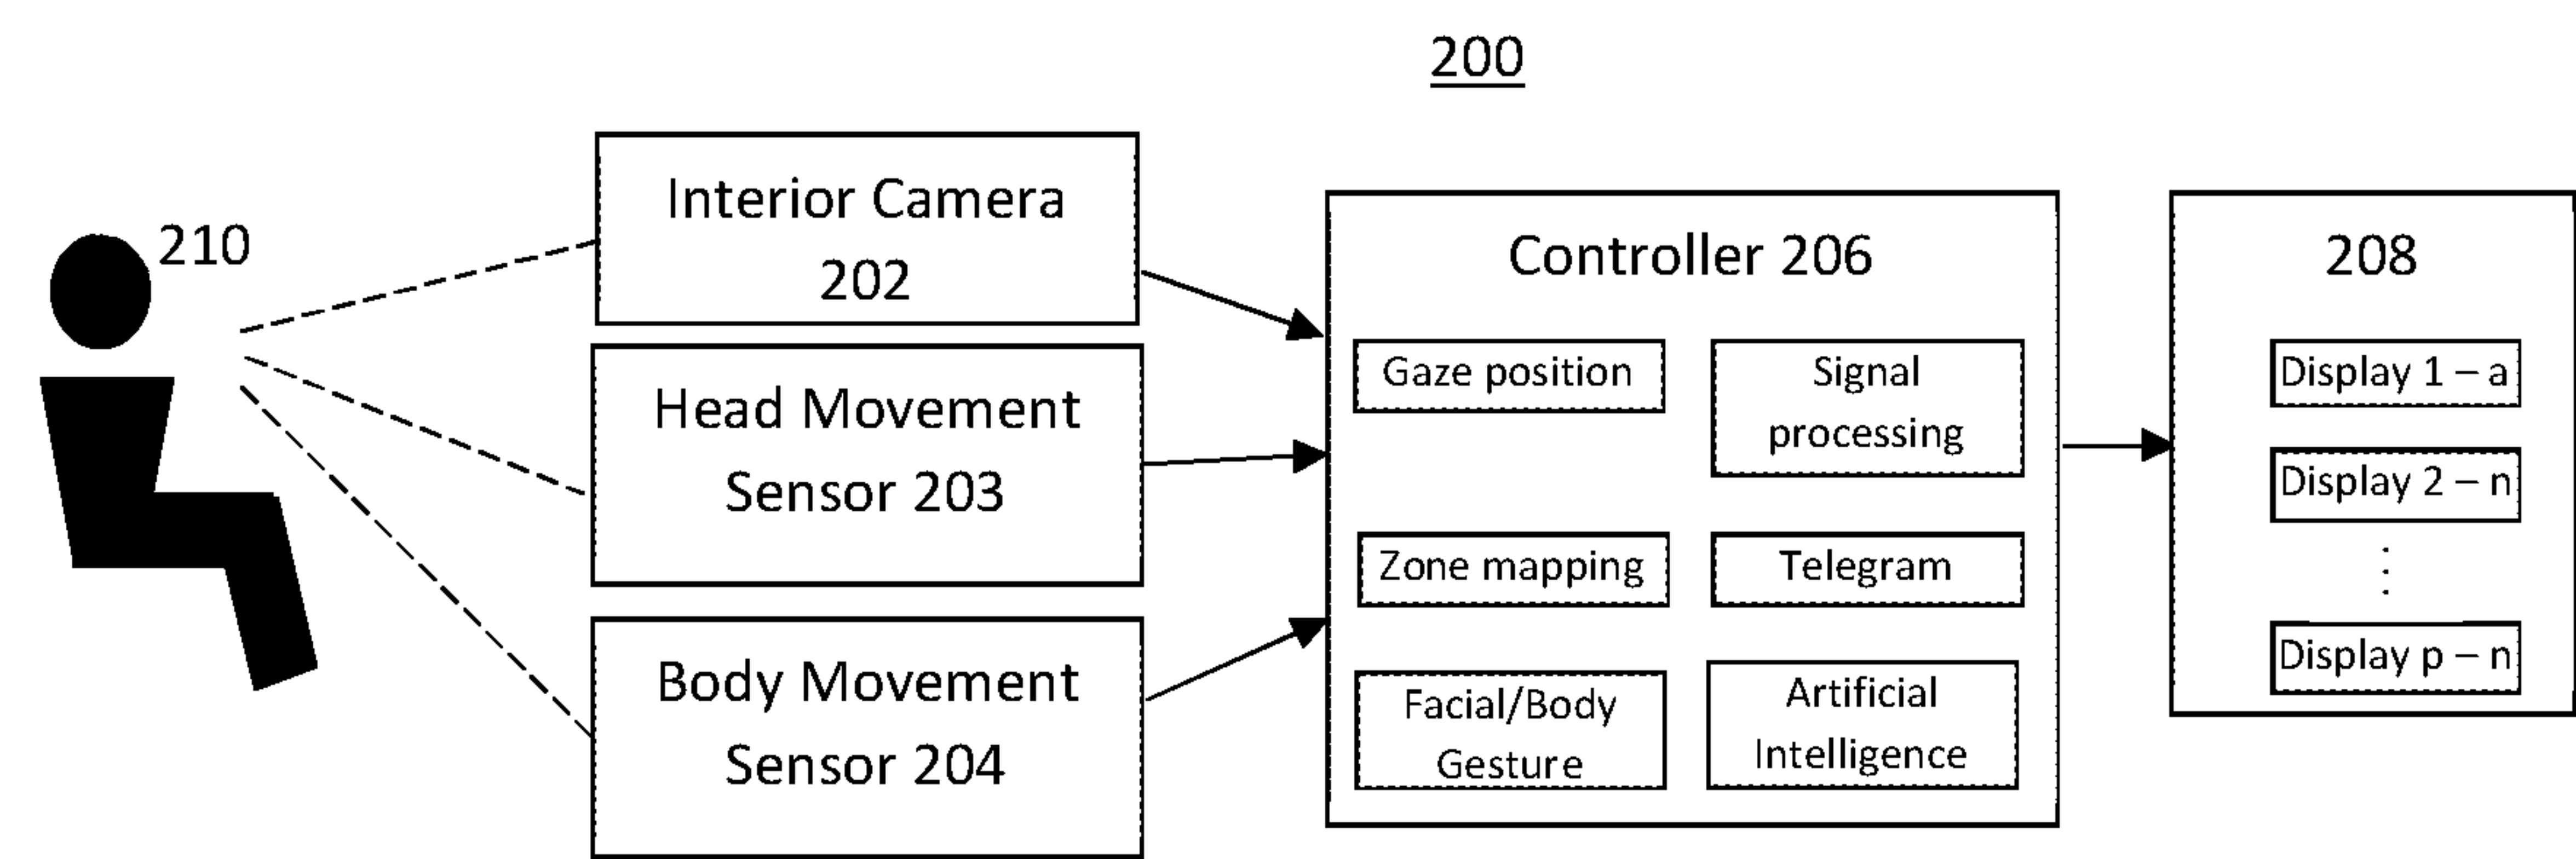 200
210
Interior Camera
202
Head Movement
Sensor 203
Body Movement
Sensor 204
Controller 206
Gaze position
Signal
processing
Zone mapping
Telegram
Facial/Body
Gesture
Artificial
Intelligence
208
Display 1 – a
Display 2 – n
⋮
Display p – n